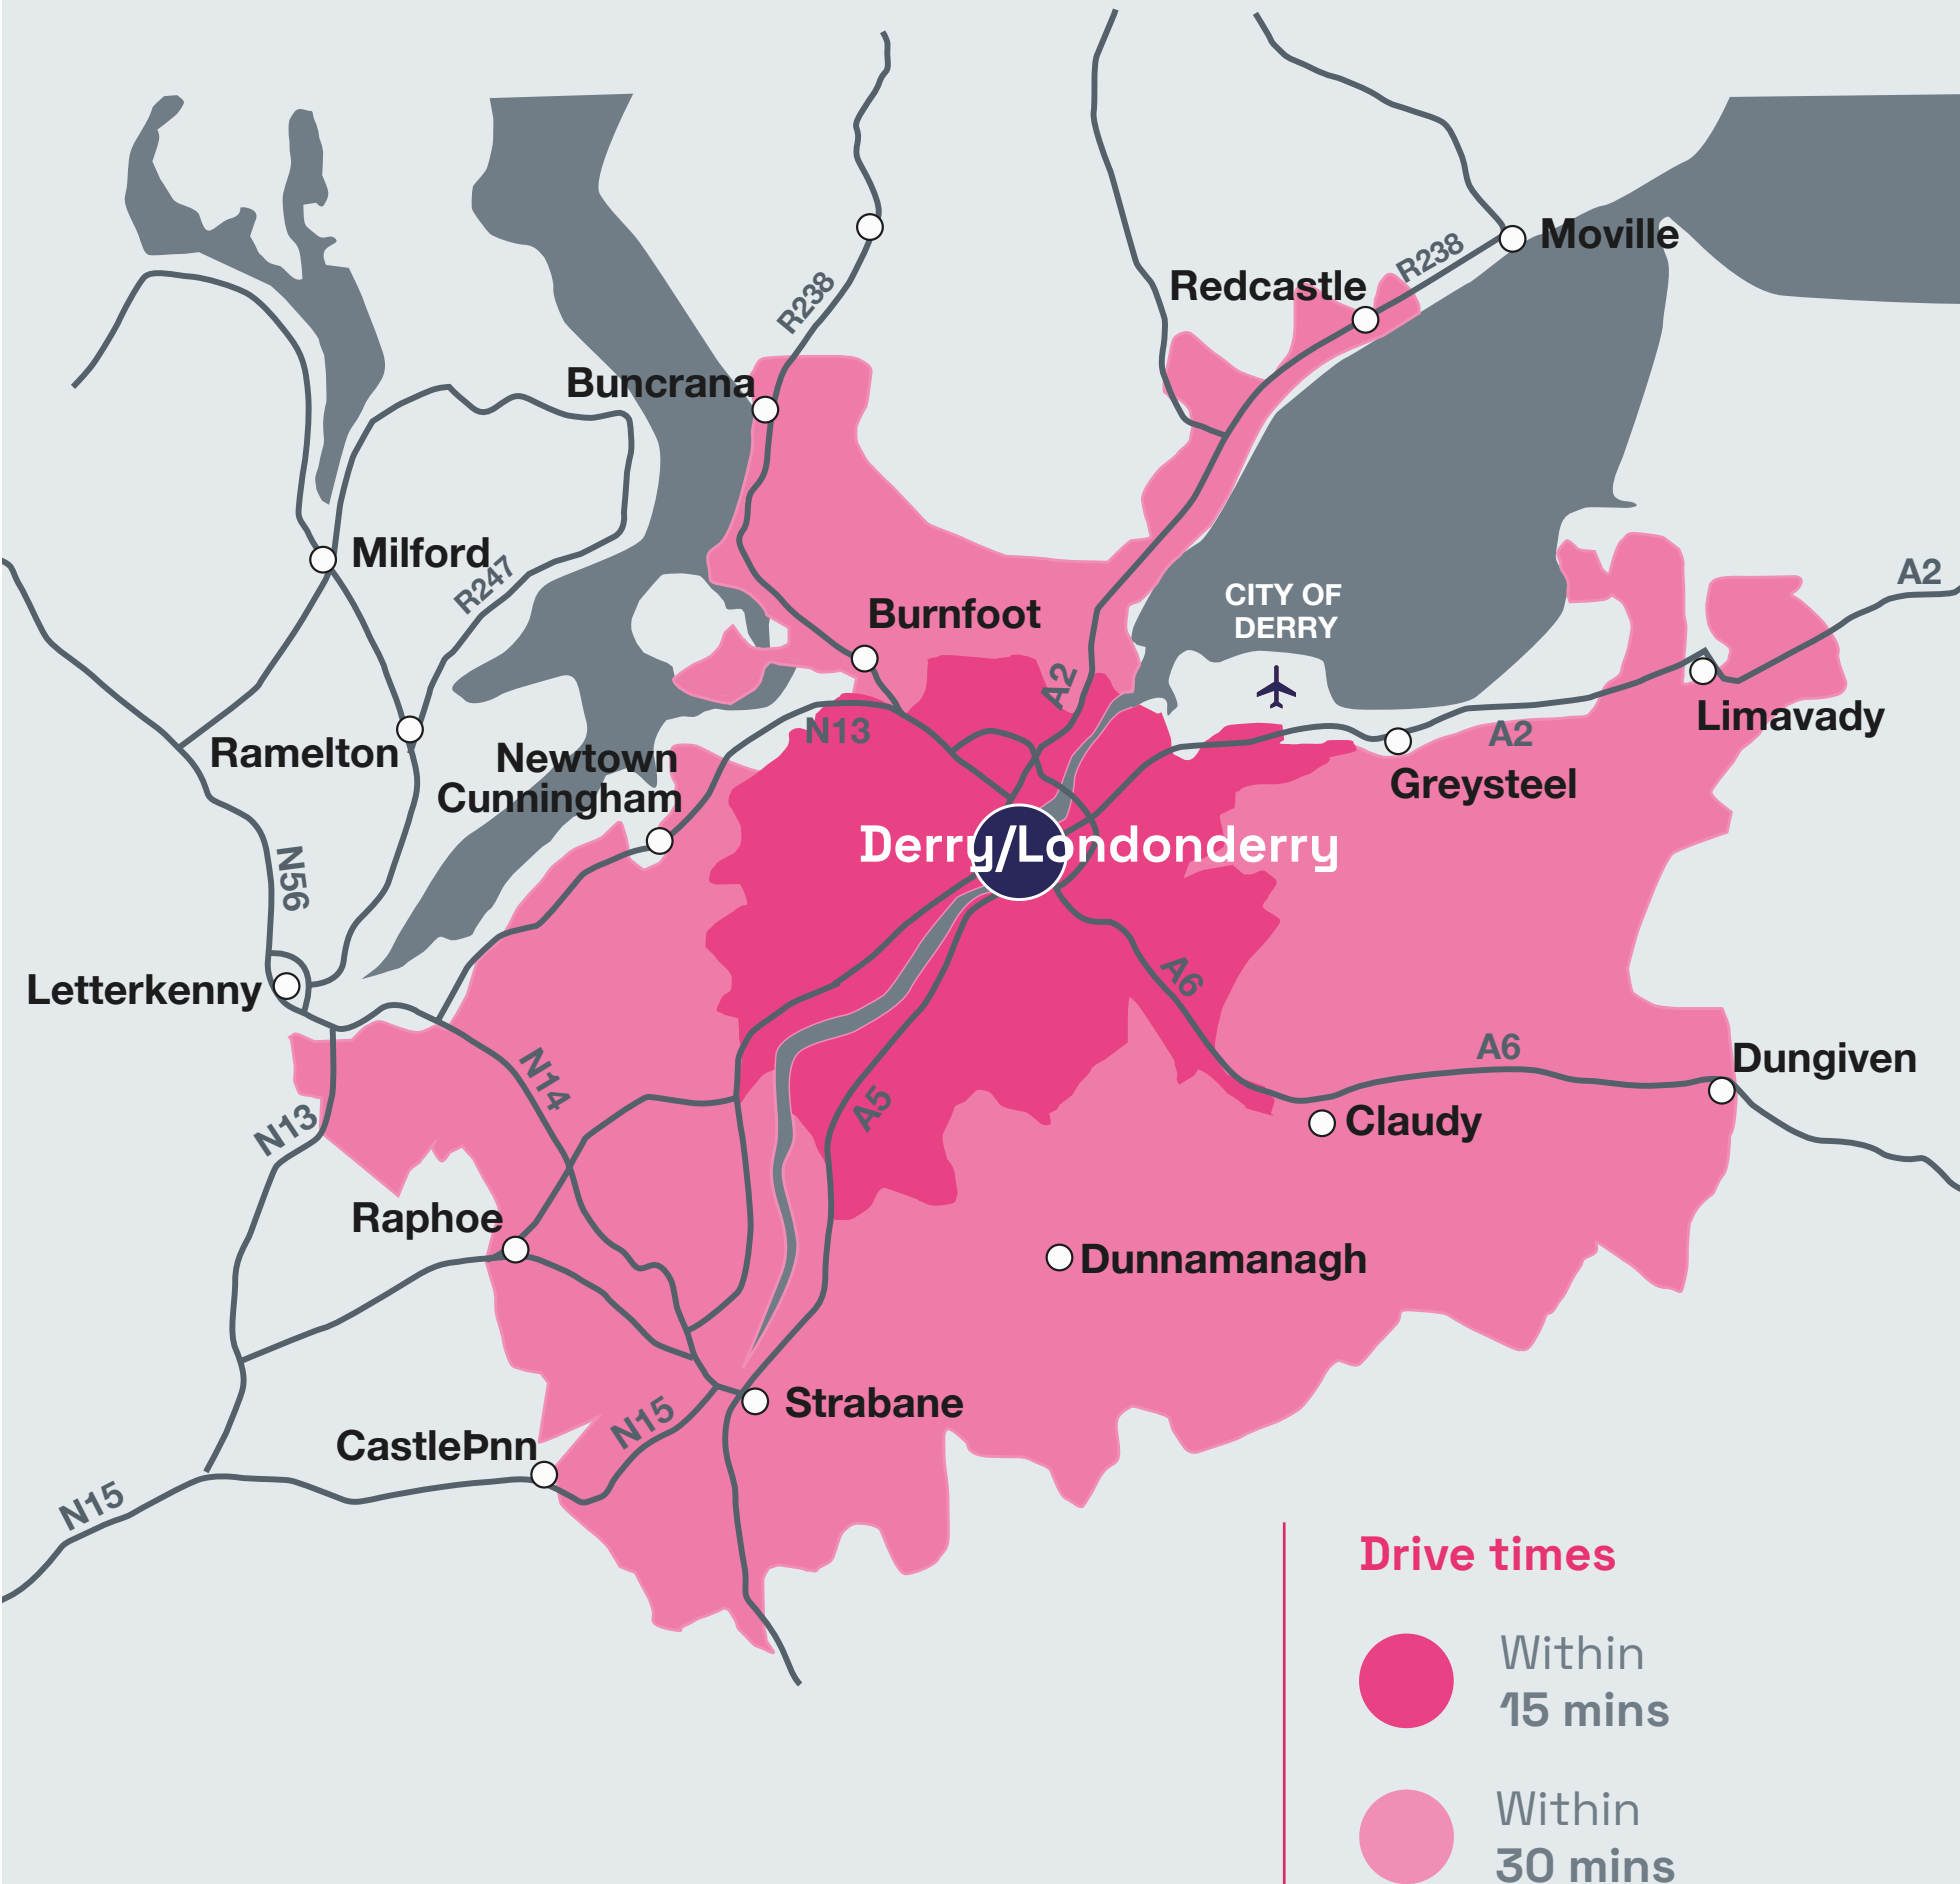 Moville
R238
Redcastle
R238
Buncrana
Milford
R247
A2
CITY OF
DERRY
Burnfoot
A2
Limavady
A2
N13
Ramelton
Newtown
Cunningham
Greysteel
Derry/Londonderry
N56
Letterkenny
A6
A6
Dungiven
N14
A5
N13
Claudy
Raphoe
Dunnamanagh
Strabane
N15
CastleÞnn
N15
Drive times
Within
15 mins
Within
30 mins